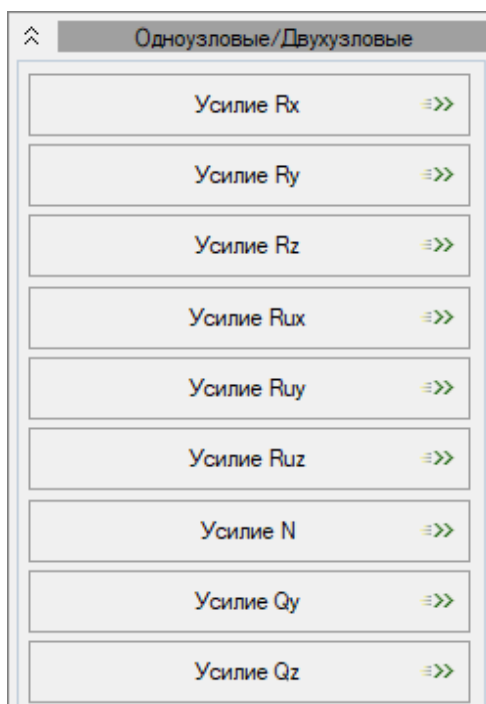 Одноузловые/Двухузловые
Усилие Rx
Усилие Ry
Усилие Rz
Усилие Rux
Усилие Ruy
Усилие Ruz
Усилие N
Усилие Qy
Усилие Qz